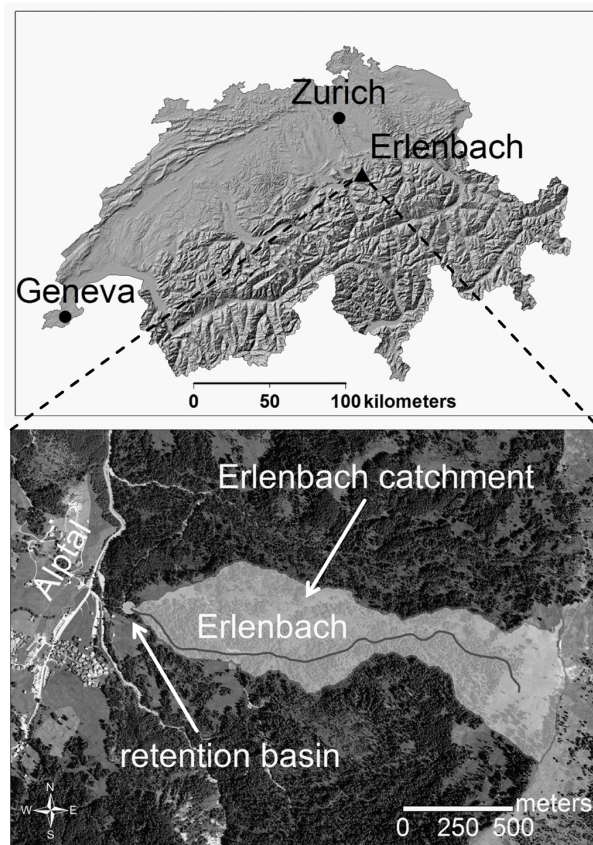 Zurich
Erlenbach
Geneva
0 50 100 kilometers
Erlenbach catchment
Alptal
Erlenbach
retention basin
N
W E
S
meters
0 250 500